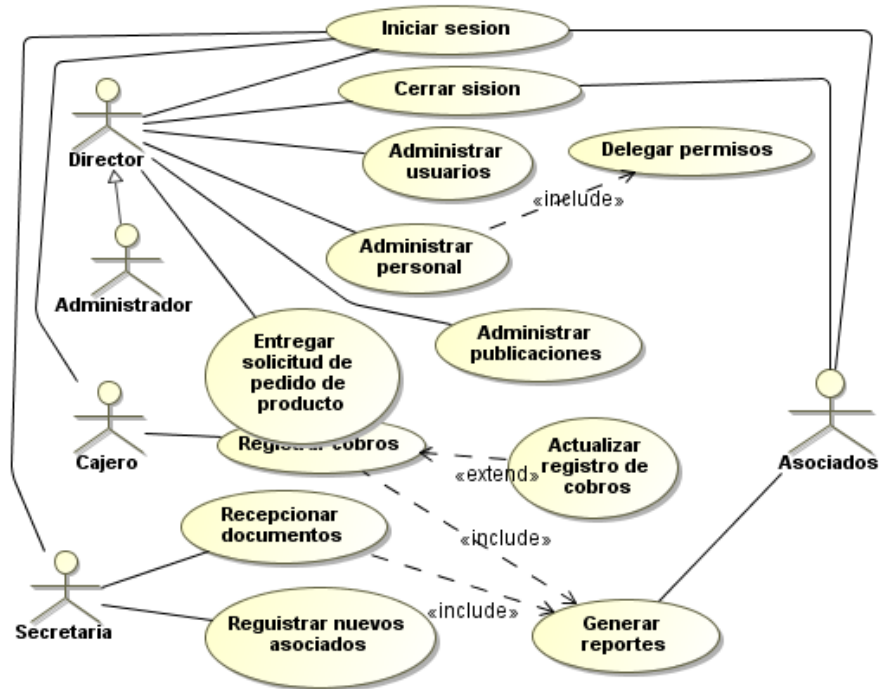 Iniciar sesion
Cerrar sision
Director
Administrar
usuarios
Delegar permisos
«include»
Administrar
personal
Administrador
Entregar
solicitud de
pedido de
producto
Administrar
publicaciones
Cajero
Registrar cobros
«extend»
Actualizar
registro de
cobros
Asociados
Recepcionar
documentos
«include»
Secretaria
Reguistrar nuevos
asociados
«include»
Generar
reportes